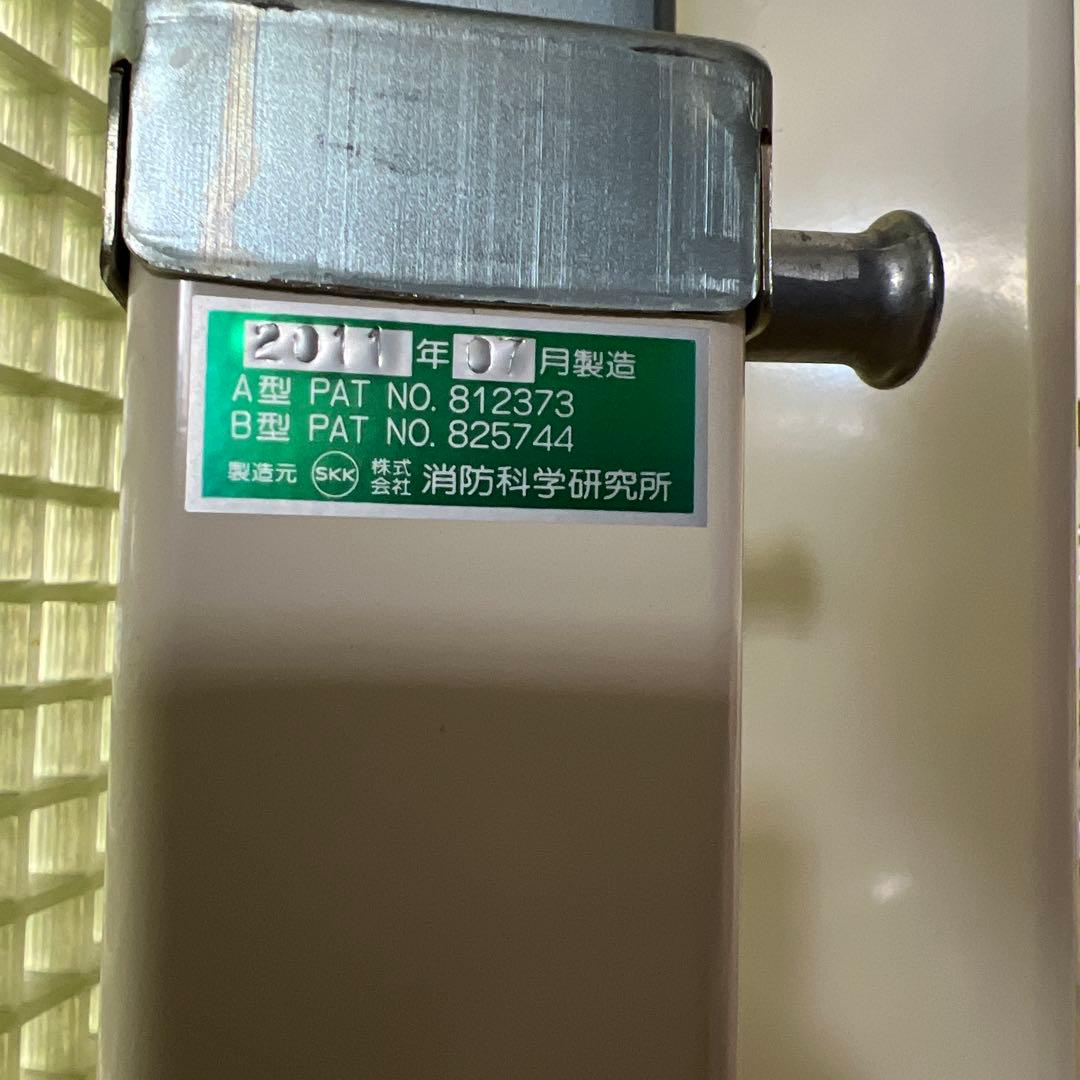 2011年07月製造
A型 PAT NO. 812373
B型 PAT NO. 825744
製造元 SKK 株式会社 消防科学研究所